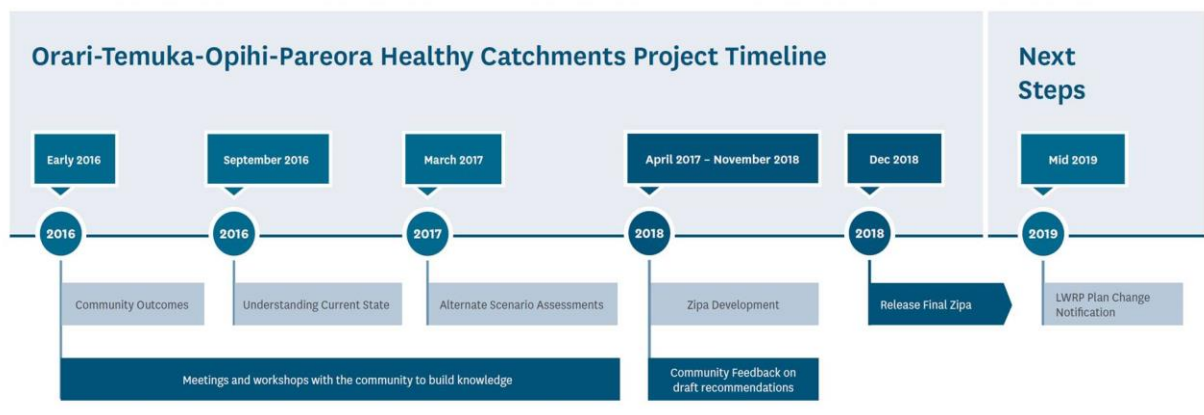 Orari-Temuka-Opihi-Pareora Healthy Catchments Project Timeline
Next
Steps
Early 2016
September 2016
March 2017
April 2017 – November 2018
Dec 2018
Mid 2019
2016
2016
2017
2018
2018
2019
Community Outcomes
Understanding Current State
Alternate Scenario Assessments
Zipa Development
Release Final Zipa
LWRP Plan Change
Notification
Meetings and workshops with the community to build knowledge
Community Feedback on
draft recommendations